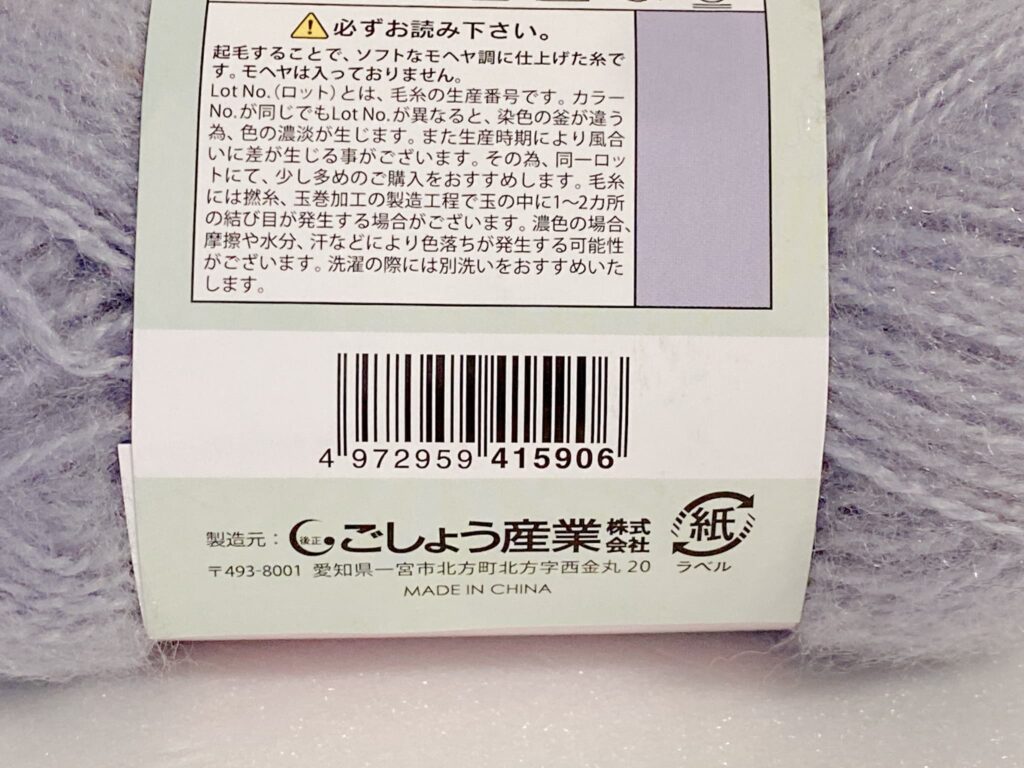 必ずお読み下さい。
起毛することで、ソフトなモヘヤ調に仕上げた糸で
す。モヘヤは入っておりません。
Lot No.(ロット)とは、毛糸の生産番号です。カラー
No.が同じでもLot No.が異なると、染色の釜が違う
為、色の濃淡が生じます。また生産時期により風合
いに差が生じる事がございます。その為、同一ロッ
トにて、少し多めのご購入をおすすめします。毛糸
には撚糸、玉巻加工の製造工程で玉の中に1〜2カ所
の結び目が発生する場合がございます。濃色の場合、
摩擦や水分、汗などにより色落ちが発生する可能性
がございます。洗濯の際には別洗いをおすすめいた
します。
4 972959 415906
製造元: 後正 ごしょう産業株式会社
紙
ラベル
〒493-8001 愛知県一宮市北方町北方字西金丸 20
MADE IN CHINA